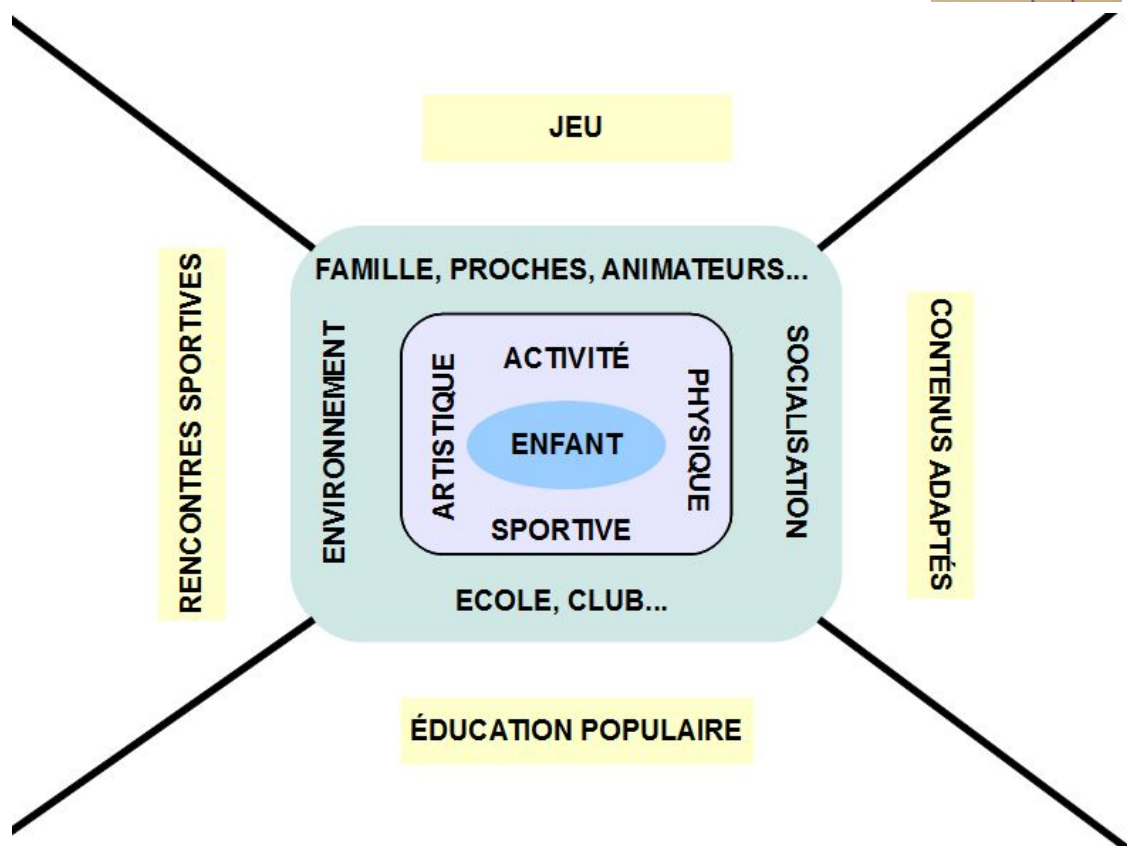 JEU
FAMILLE, PROCHES, ANIMATEURS...
RENCONTRES SPORTIVES
ENVIRONNEMENT
ARTISTIQUE
ACTIVITÉ
ENFANT
SPORTIVE
PHYSIQUE
SOCIALISATION
CONTENUS ADAPTÉS
ECOLE, CLUB...
ÉDUCATION POPULAIRE